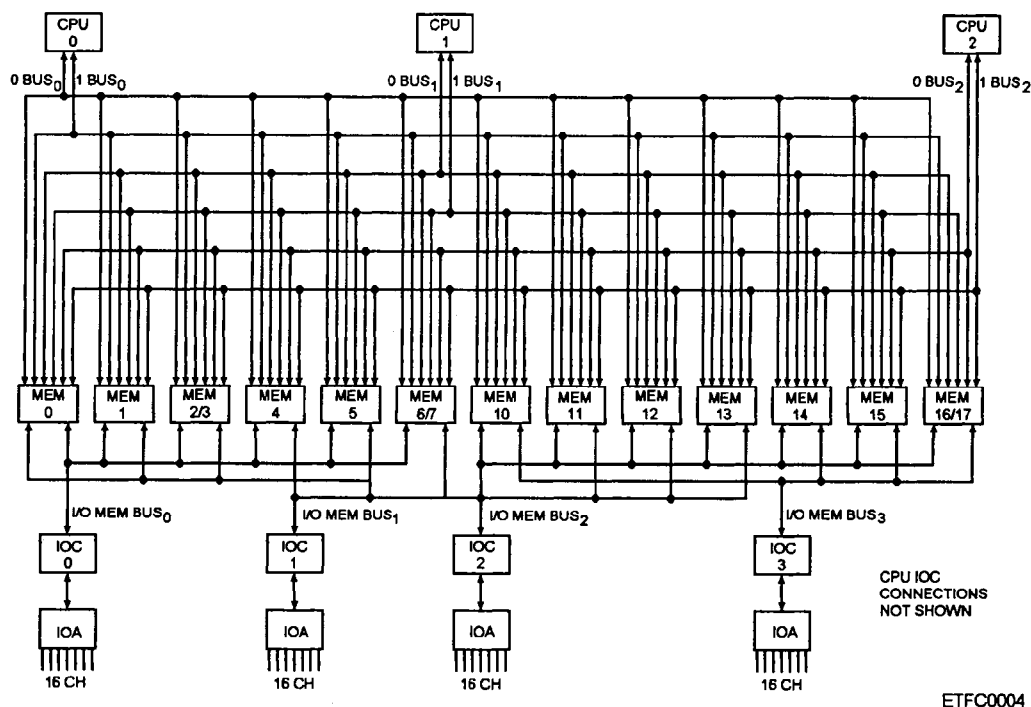 CPU
0
CPU
1
CPU
2
0 BUS0
1 BUS0
0 BUS1
1 BUS1
0 BUS2
1 BUS2
MEM
0
MEM
1
MEM
2/3
MEM
4
MEM
5
MEM
6/7
MEM
10
MEM
11
MEM
12
MEM
13
MEM
14
MEM
15
MEM
16/17
I/O MEM BUS0
I/O MEM BUS1
I/O MEM BUS2
I/O MEM BUS3
IOC
0
IOC
1
IOC
2
IOC
3
CPU IOC
CONNECTIONS
NOT SHOWN
IOA
IOA
IOA
IOA
16 CH
16 CH
16 CH
16 CH
ETFC0004